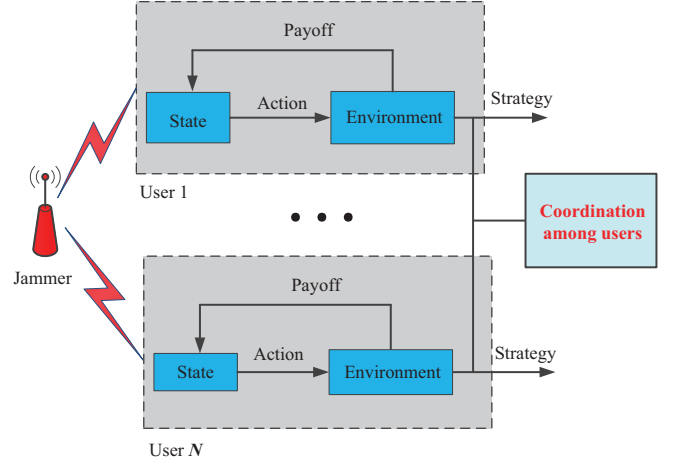 Payoff
Action
Strategy
State
Environment
User 1
Coordination
among users
Jammer
Payoff
Action
Strategy
State
Environment
User N